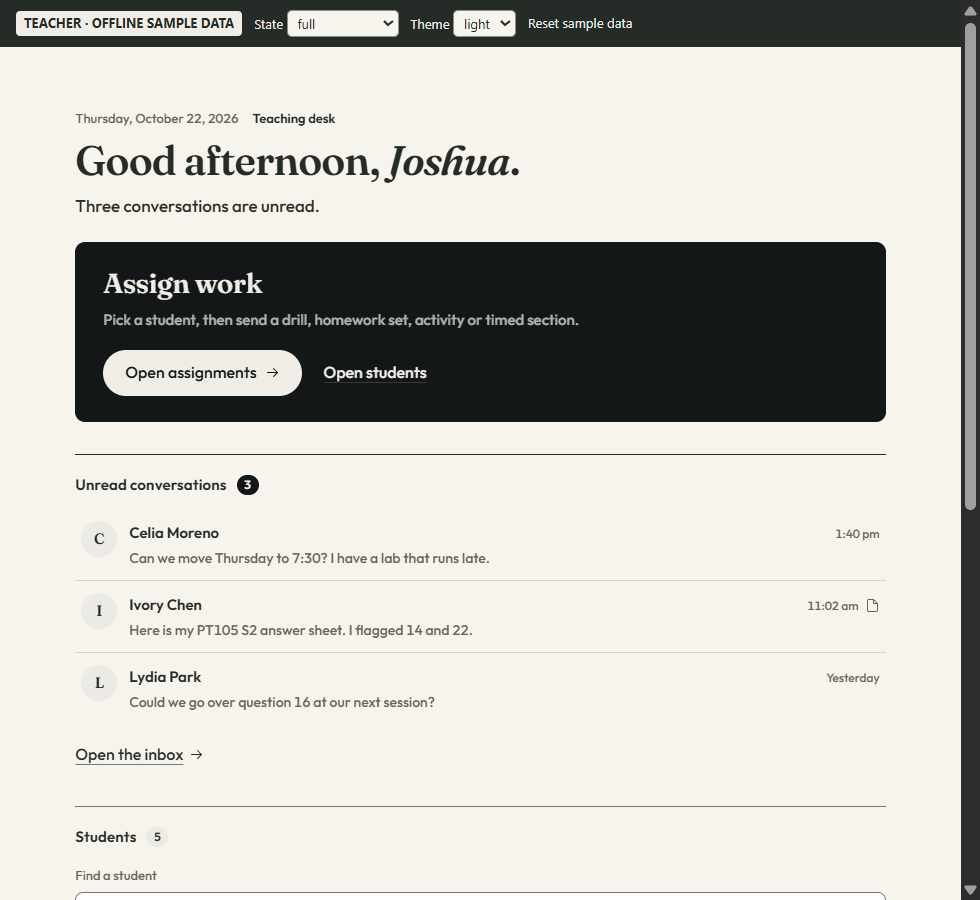 TEACHER · OFFLINE SAMPLE DATA State full Theme light Reset sample data
Thursday, October 22, 2026 Teaching desk
Good afternoon, Joshua.
Three conversations are unread.
Assign work
Pick a student, then send a drill, homework set, activity or timed section.
Open assignments → Open students
Unread conversations 3
C Celia Moreno 1:40 pm
Can we move Thursday to 7:30? I have a lab that runs late.
I Ivory Chen 11:02 am
Here is my PT105 S2 answer sheet. I flagged 14 and 22.
L Lydia Park Yesterday
Could we go over question 16 at our next session?
Open the inbox →
Students 5
Find a student